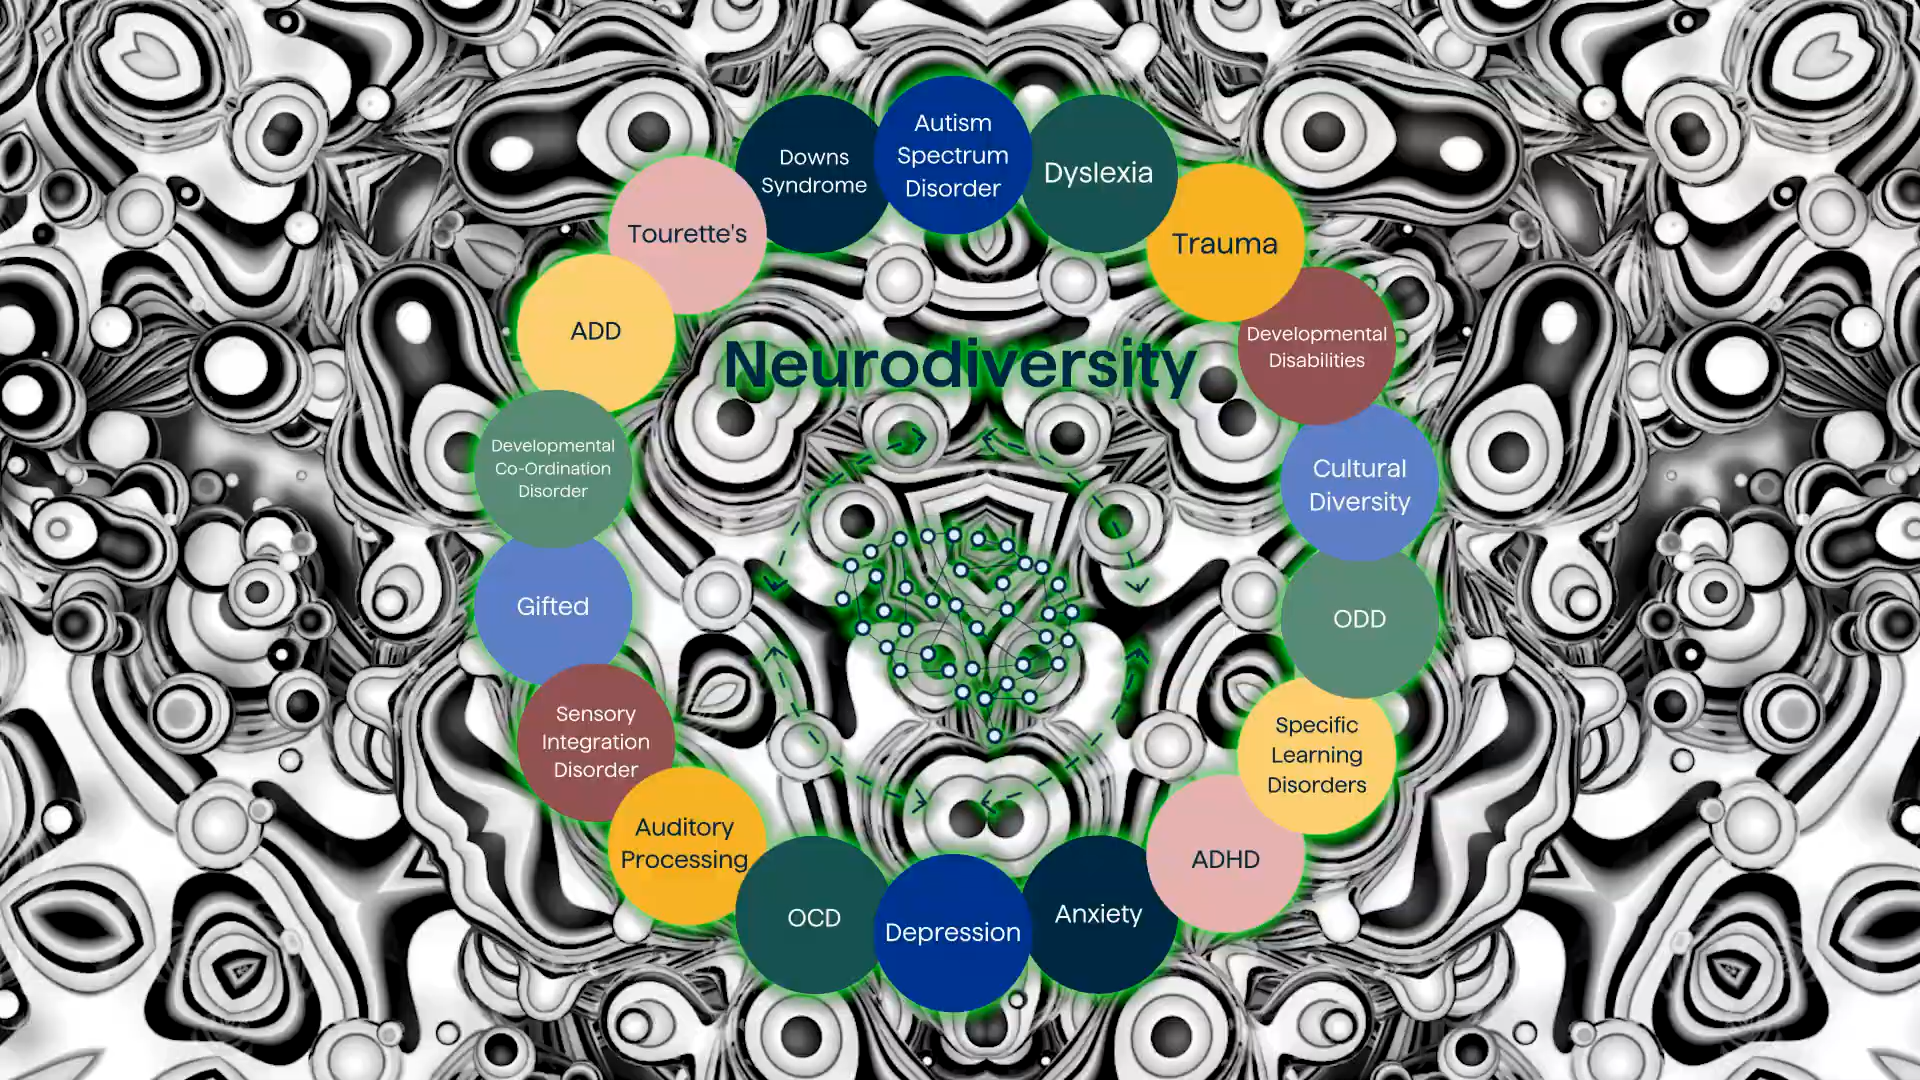 Autism
Spectrum
Disorder
Dyslexia
Trauma
Developmental
Disabilities
Cultural
Diversity
ODD
Specific
Learning
Disorders
ADHD
Anxiety
Depression
OCD
Auditory
Processing
Sensory
Integration
Disorder
Gifted
Developmental
Co-Ordination
Disorder
ADD
Tourette's
Downs
Syndrome
Neurodiversity